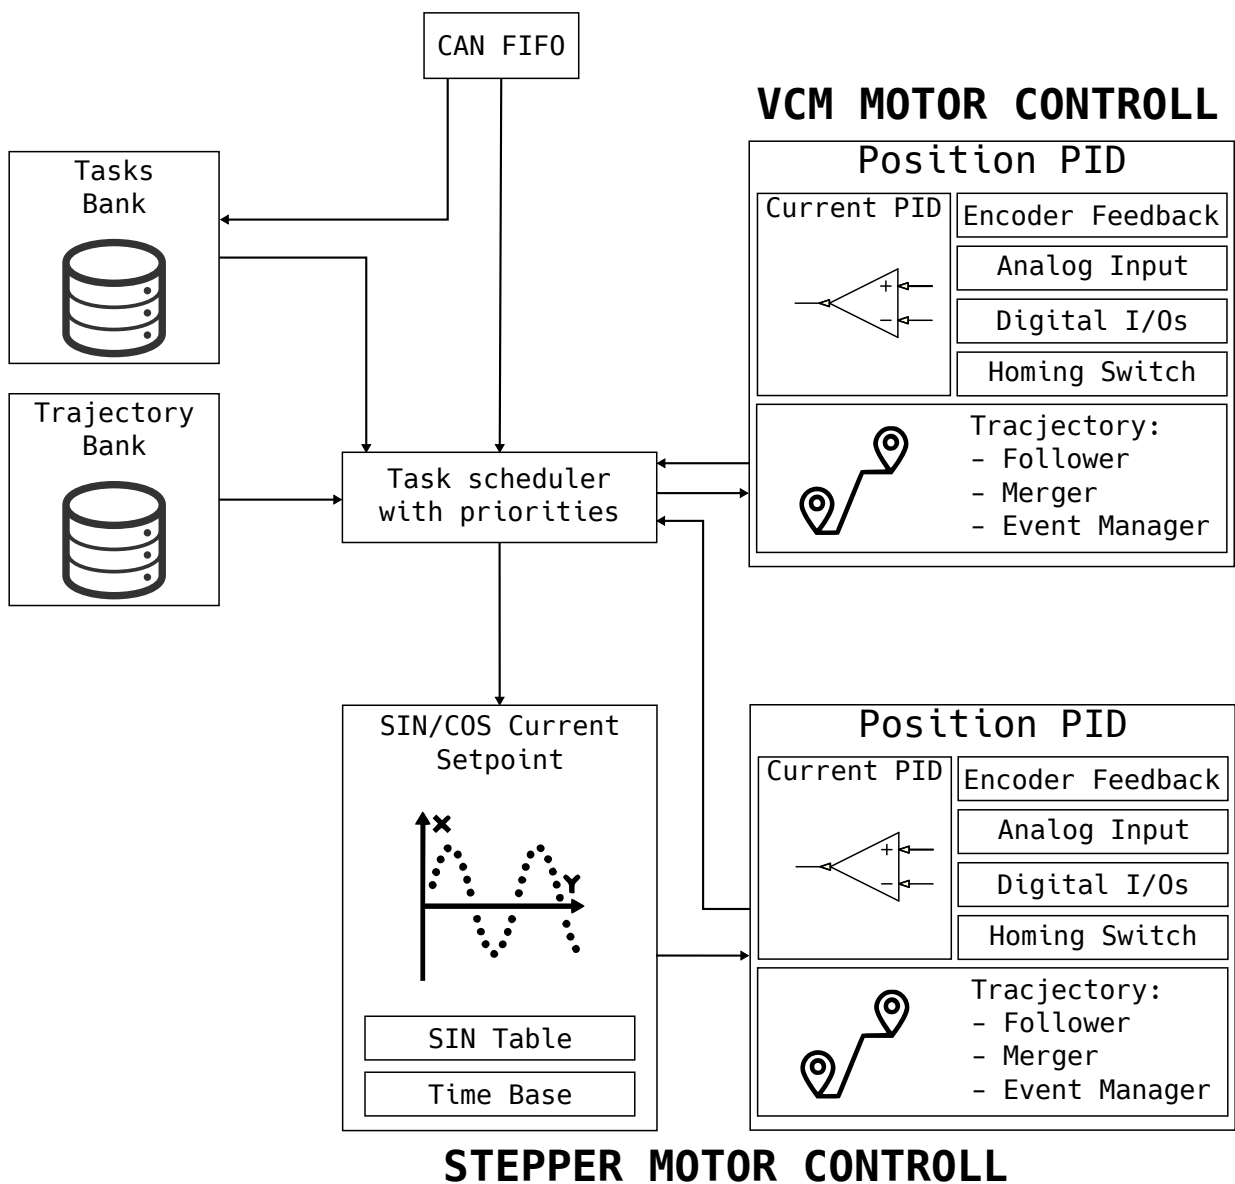 CAN FIFO
VCM MOTOR CONTROLL
Tasks
Bank
Trajectory
Bank
Task scheduler
with priorities
Position PID
Current PID
+
−
Encoder Feedback
Analog Input
Digital I/Os
Homing Switch
Tracjectory:
- Follower
- Merger
- Event Manager
SIN/COS Current
Setpoint
X
Y
SIN Table
Time Base
Position PID
Current PID
+
−
Encoder Feedback
Analog Input
Digital I/Os
Homing Switch
Tracjectory:
- Follower
- Merger
- Event Manager
STEPPER MOTOR CONTROLL